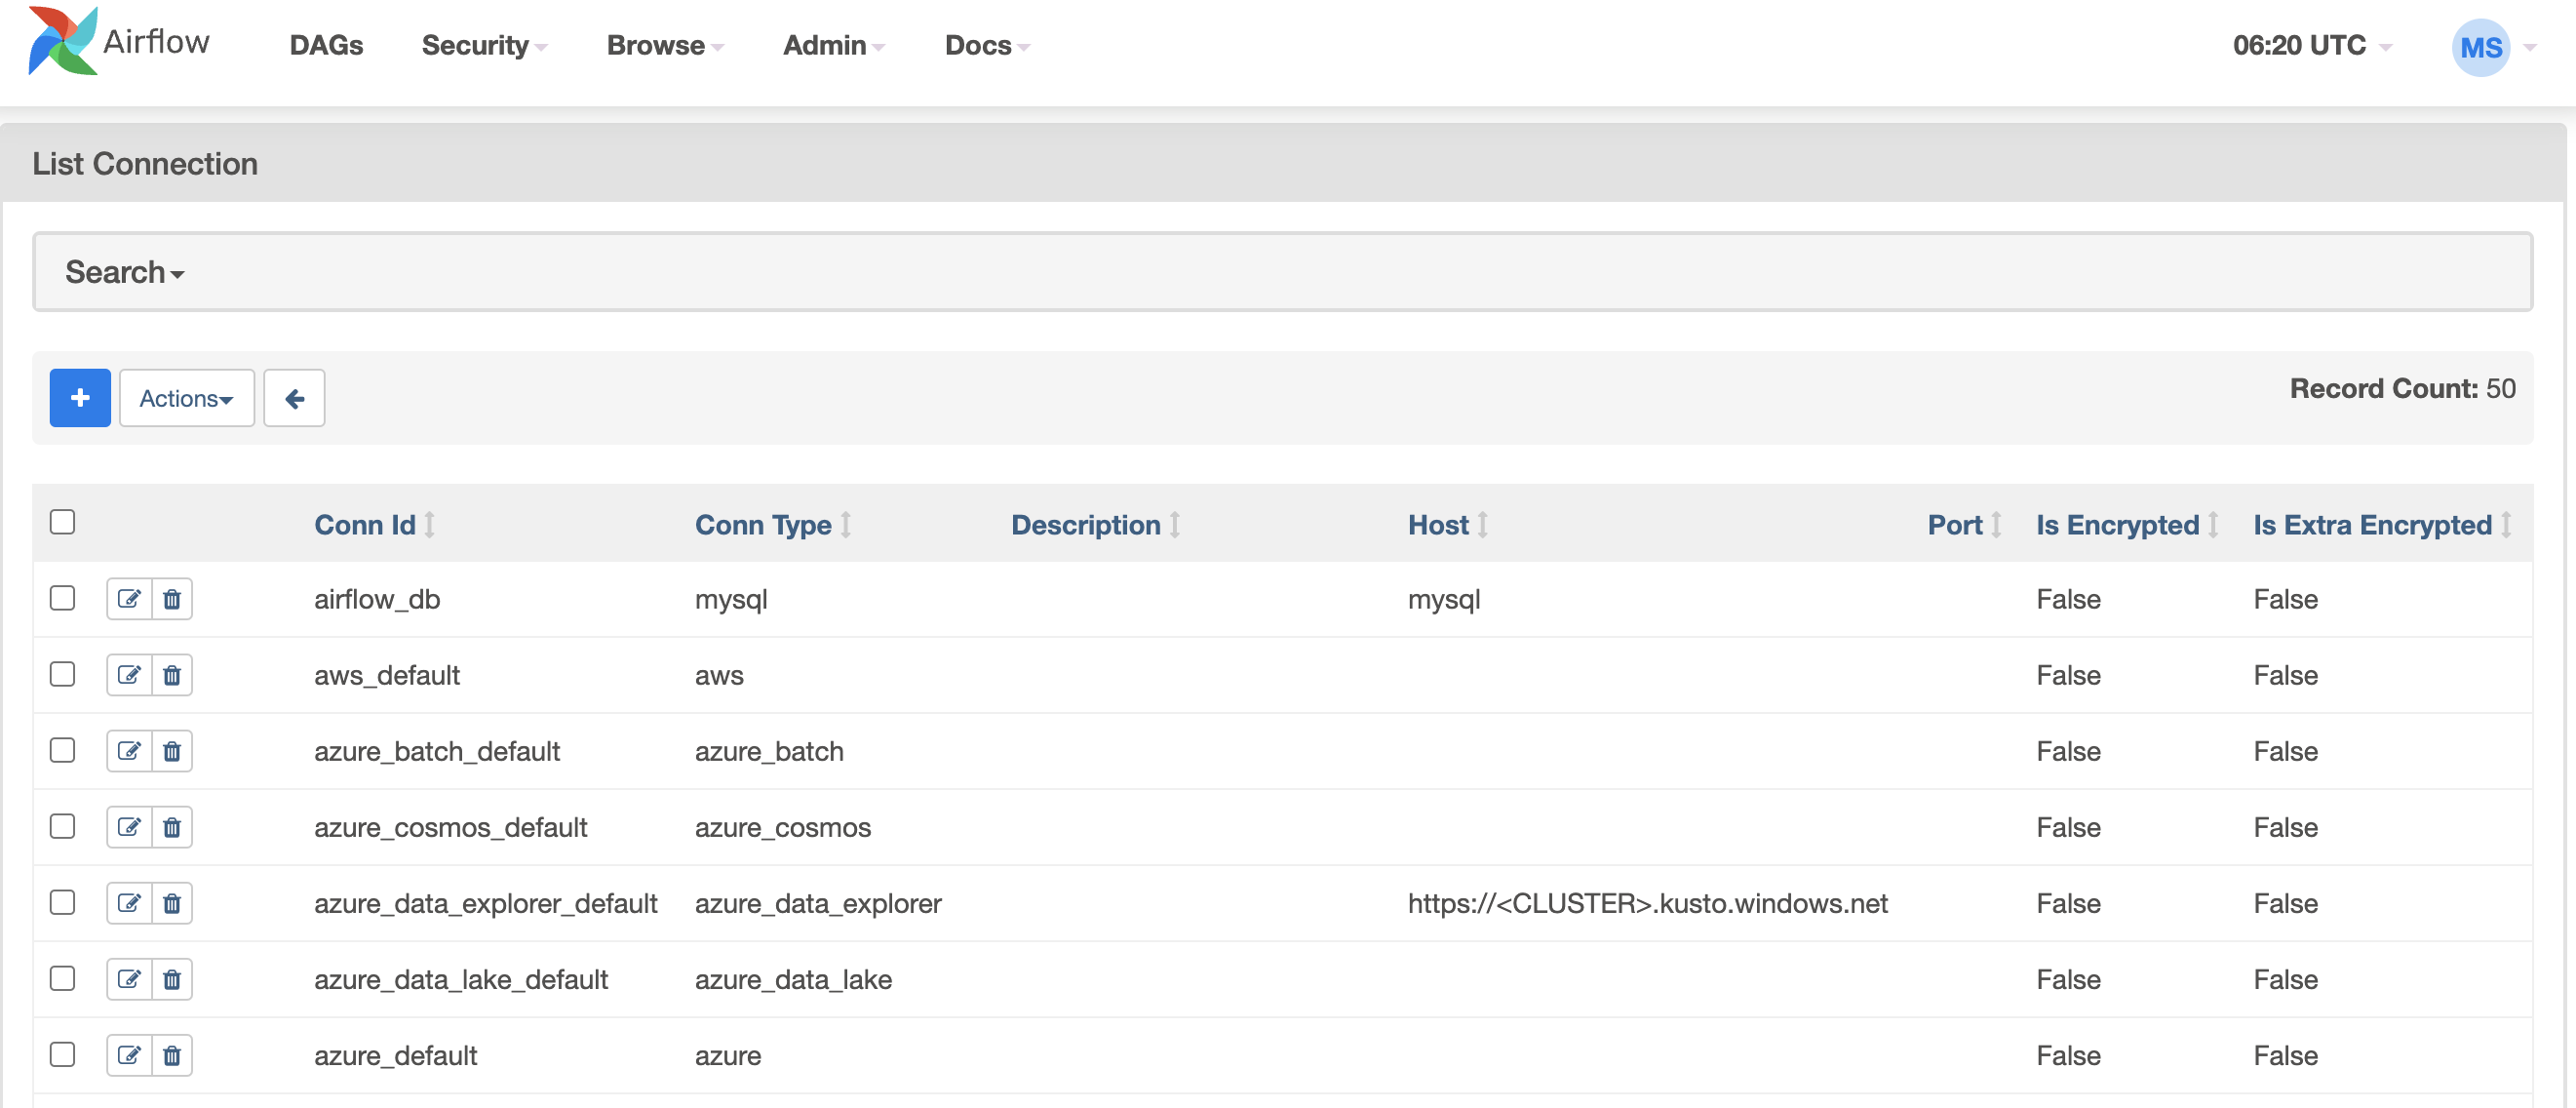 Airflow DAGs Security Browse Admin Docs 06:20 UTC MS
List Connection
Search
+ Actions Record Count: 50
Conn Id Conn Type Description Host Port Is Encrypted Is Extra Encrypted
airflow_db mysql mysql False False
aws_default aws False False
azure_batch_default azure_batch False False
azure_cosmos_default azure_cosmos False False
azure_data_explorer_default azure_data_explorer https://<CLUSTER>.kusto.windows.net False False
azure_data_lake_default azure_data_lake False False
azure_default azure False False